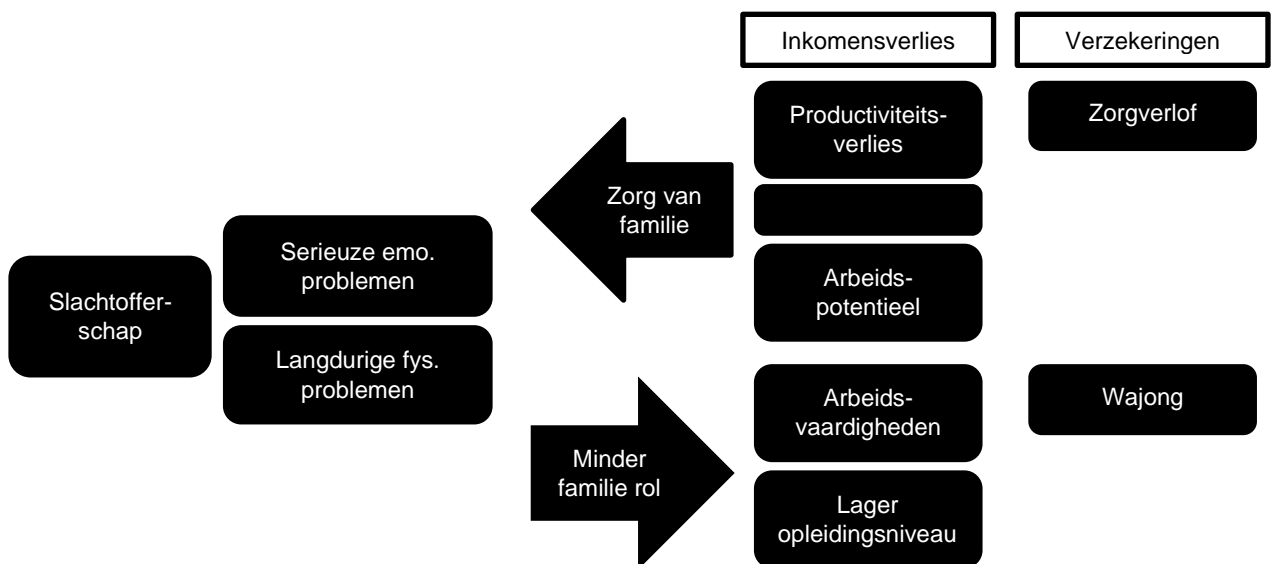 Inkomensverlies
Verzekeringen
Productiviteits-
verlies
Zorgverlof
Zorg van
familie
Serieuze emo.
problemen
Slachtoffer-
schap
Arbeids-
potentieel
Langdurige fys.
problemen
Minder
familie rol
Arbeids-
vaardigheden
Wajong
Lager
opleidingsniveau